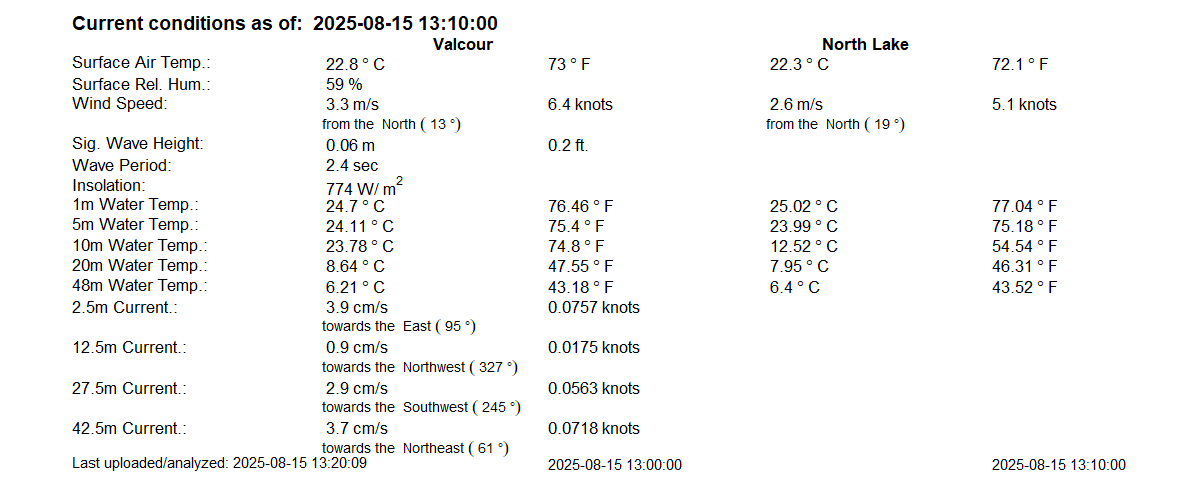 Current conditions as of: 2025-08-15 13:10:00
Valcour North Lake
Surface Air Temp.: 22.8 ° C 73 ° F 22.3 ° C 72.1 ° F
Surface Rel. Hum.: 59 %
Wind Speed: 3.3 m/s 6.4 knots 2.6 m/s 5.1 knots
from the North ( 13 °) from the North ( 19 °)
Sig. Wave Height: 0.06 m 0.2 ft.
Wave Period: 2.4 sec
Insolation: 774 W/ m²
1m Water Temp.: 24.7 ° C 76.46 ° F 25.02 ° C 77.04 ° F
5m Water Temp.: 24.11 ° C 75.4 ° F 23.99 ° C 75.18 ° F
10m Water Temp.: 23.78 ° C 74.8 ° F 12.52 ° C 54.54 ° F
20m Water Temp.: 8.64 ° C 47.55 ° F 7.95 ° C 46.31 ° F
48m Water Temp.: 6.21 ° C 43.18 ° F 6.4 ° C 43.52 ° F
2.5m Current.: 3.9 cm/s 0.0757 knots
towards the East ( 95 °)
12.5m Current.: 0.9 cm/s 0.0175 knots
towards the Northwest ( 327 °)
27.5m Current.: 2.9 cm/s 0.0563 knots
towards the Southwest ( 245 °)
42.5m Current.: 3.7 cm/s 0.0718 knots
towards the Northeast ( 61 °)
Last uploaded/analyzed: 2025-08-15 13:20:09 2025-08-15 13:00:00 2025-08-15 13:10:00